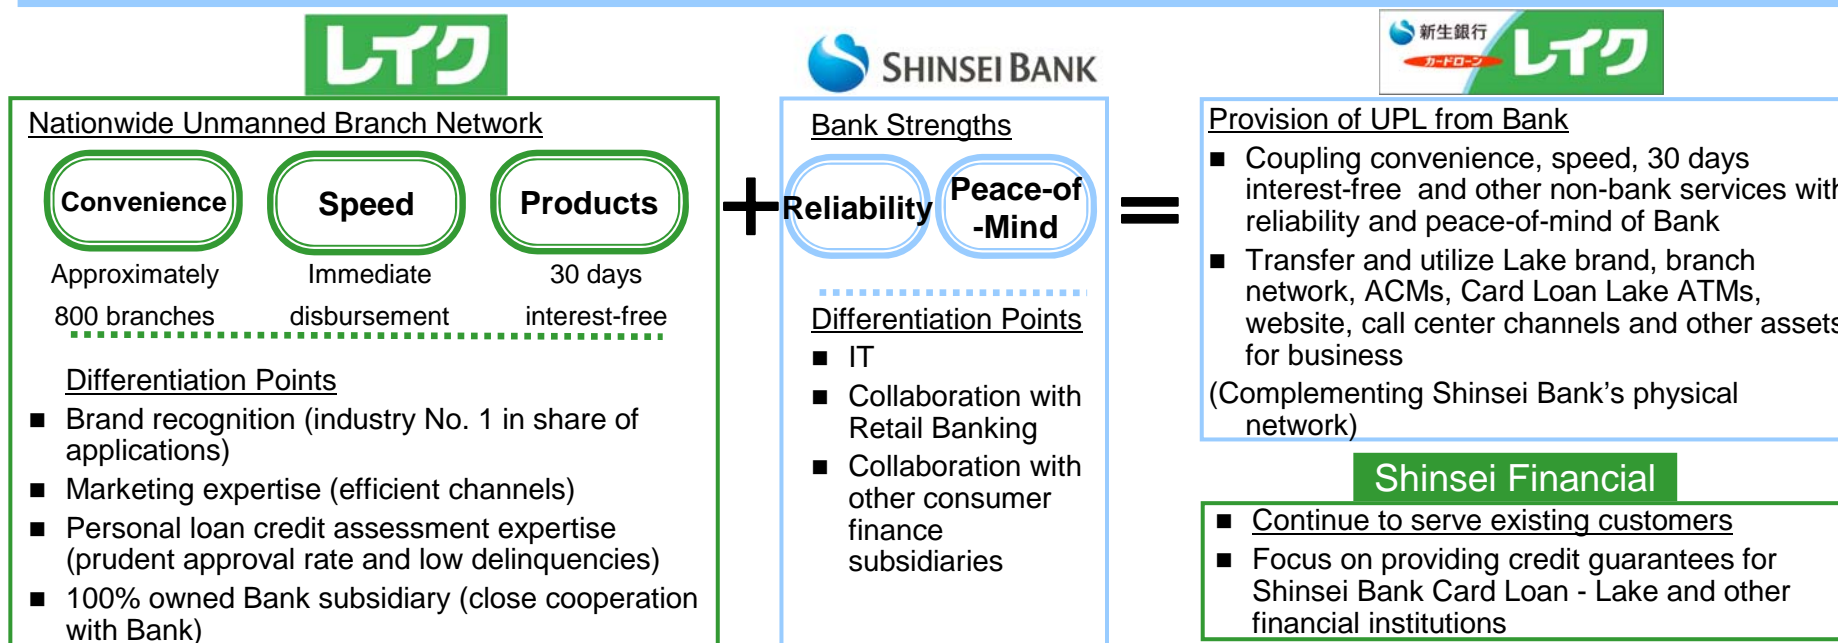 レイク
Nationwide Unmanned Branch Network
Convenience
Speed
Products
Approximately
800 branches
Immediate
disbursement
30 days
interest-free
Differentiation Points
■ Brand recognition (industry No. 1 in share of
applications)
■ Marketing expertise (efficient channels)
■ Personal loan credit assessment expertise
(prudent approval rate and low delinquencies)
■ 100% owned Bank subsidiary (close cooperation
with Bank)
+
SHINSEI BANK
Bank Strengths
Reliability
Peace-of
-Mind
Differentiation Points
■ IT
■ Collaboration with
Retail Banking
■ Collaboration with
other consumer
finance
subsidiaries
=
新生銀行
カードローン
レイク
Provision of UPL from Bank
■ Coupling convenience, speed, 30 days
interest-free and other non-bank services with
reliability and peace-of-mind of Bank
■ Transfer and utilize Lake brand, branch
network, ACMs, Card Loan Lake ATMs,
website, call center channels and other assets
for business
(Complementing Shinsei Bank's physical
network)
Shinsei Financial
■ Continue to serve existing customers
■ Focus on providing credit guarantees for
Shinsei Bank Card Loan - Lake and other
financial institutions